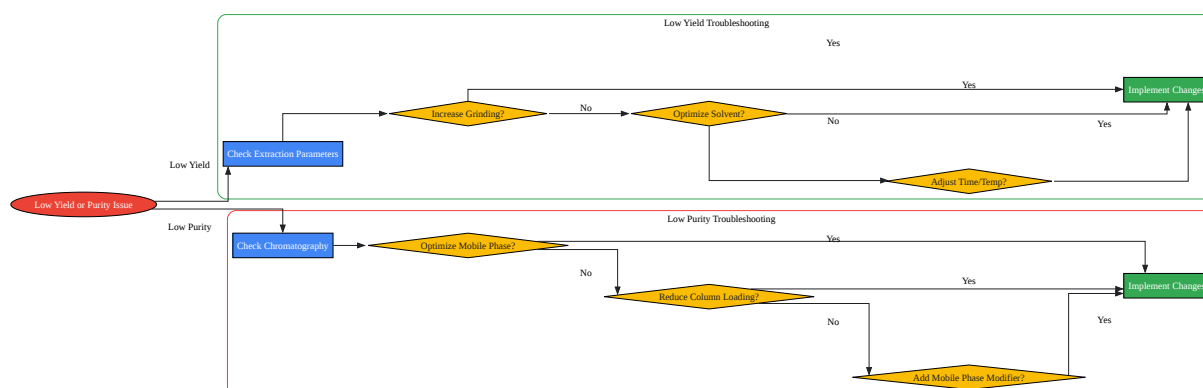 Low Yield Troubleshooting
Yes
Yes
Implement Changes
Increase Grinding?
No
Optimize Solvent?
No
Yes
Check Extraction Parameters
Low Yield
Adjust Time/Temp?
Low Yield or Purity Issue
Low Purity Troubleshooting
Low Purity
Check Chromatography
Optimize Mobile Phase?
Yes
No
Yes
Implement Changes
Reduce Column Loading?
No
Yes
Add Mobile Phase Modifier?